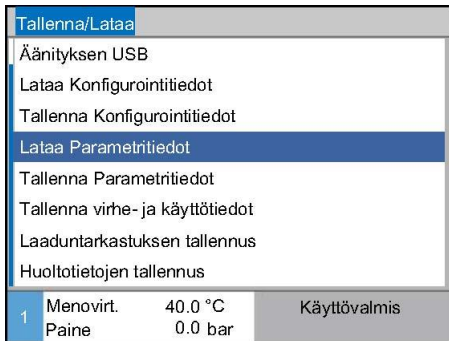 Tallenna/Lataa
Äänityksen USB
Lataa Konfigurointitiedot
Tallenna Konfigurointitiedot
Lataa Parametritiedot
Tallenna Parametritiedot
Tallenna virhe- ja käyttötiedot
Laaduntarkastuksen tallennus
Huoltotietojen tallennus
1 Menovirt. 40.0 °C Käyttövalmis
Paine 0.0 bar